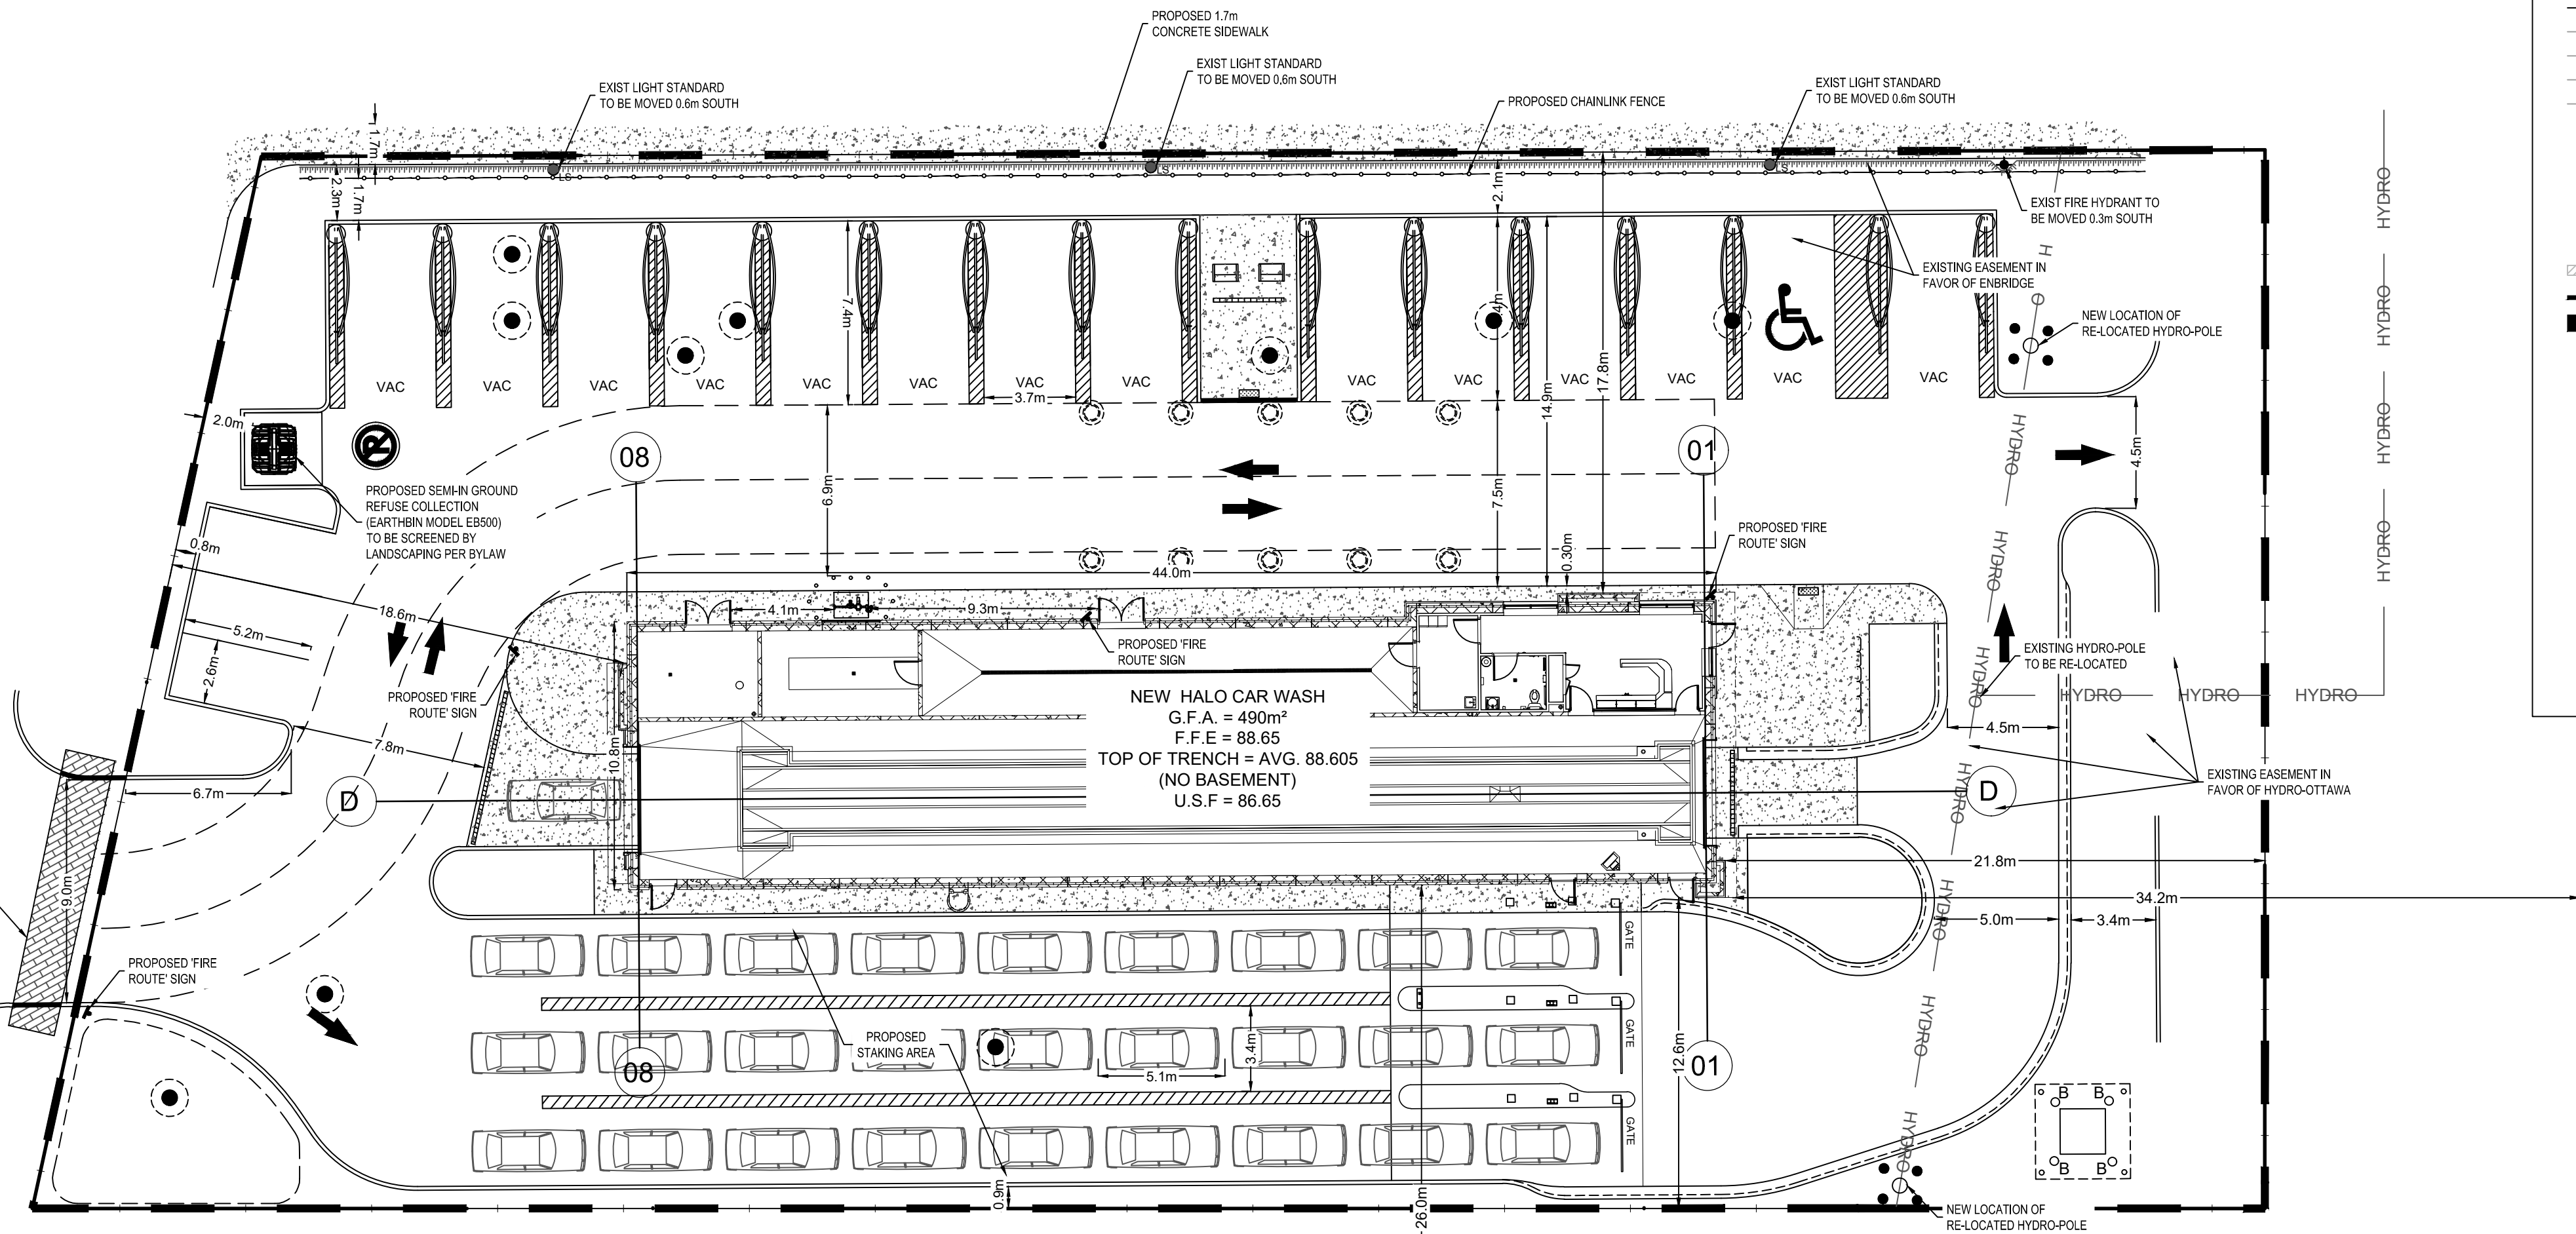 PROPOSED 1.7m
CONCRETE SIDEWALK
EXIST LIGHT STANDARD
TO BE MOVED 0.6m SOUTH
EXIST LIGHT STANDARD
TO BE MOVED 0.6m SOUTH
PROPOSED CHAINLINK FENCE
EXIST LIGHT STANDARD
TO BE MOVED 0.6m SOUTH
1.7m
LS
LS
LS
2.3m
1.7m
2.1m
HYDRO
HYDRO
HYDRO
HYDRO
EXIST FIRE HYDRANT TO
BE MOVED 0.3m SOUTH
EXISTING EASEMENT IN
FAVOR OF ENBRIDGE
NEW LOCATION OF
RE-LOCATED HYDRO-POLE
7.4m
17.8m
14.9m
VAC
VAC
VAC
VAC
VAC
VAC
VAC
VAC
VAC
VAC
VAC
VAC
VAC
VAC
3.7m
2.0m
08
01
6.9m
7.5m
4.5m
HYDRO
PROPOSED SEMI-IN GROUND
REFUSE COLLECTION
(EARTHBIN MODEL EB500)
TO BE SCREENED BY
LANDSCAPING PER BYLAW
PROPOSED 'FIRE
ROUTE' SIGN
0.8m
0.30m
44.0m
HYDRO
18.6m
4.1m
9.3m
5.2m
2.6m
PROPOSED 'FIRE
ROUTE' SIGN
PROPOSED 'FIRE
ROUTE' SIGN
EXISTING HYDRO-POLE
TO BE RE-LOCATED
HYDRO
HYDRO
HYDRO
HYDRO
NEW HALO CAR WASH
G.F.A. = 490m²
F.F.E = 88.65
TOP OF TRENCH = AVG. 88.605
(NO BASEMENT)
U.S.F = 86.65
7.8m
10.8m
4.5m
6.7m
D
D
HYDRO
EXISTING EASEMENT IN
FAVOR OF HYDRO-OTTAWA
21.8m
34.2m
9.0m
5.0m
3.4m
HYDRO
GATE
PROPOSED 'FIRE
ROUTE' SIGN
PROPOSED
STAKING AREA
3.4m
5.1m
GATE
12.6m
HYDRO
08
01
GATE
B
B
B
B
HYDRO
0.9m
26.0m
NEW LOCATION OF
RE-LOCATED HYDRO-POLE